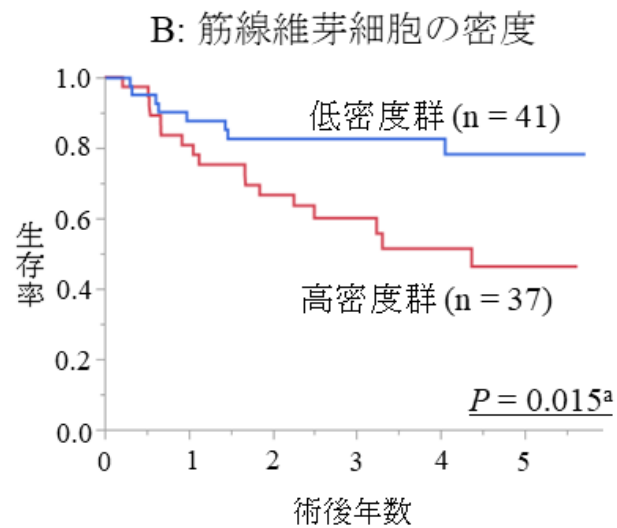 B: 筋線維芽細胞の密度
1.0
0.8
0.6
0.4
0.2
0.0
生存率
低密度群 (n = 41)
高密度群 (n = 37)
P = 0.015ᵃ
0 1 2 3 4 5
術後年数